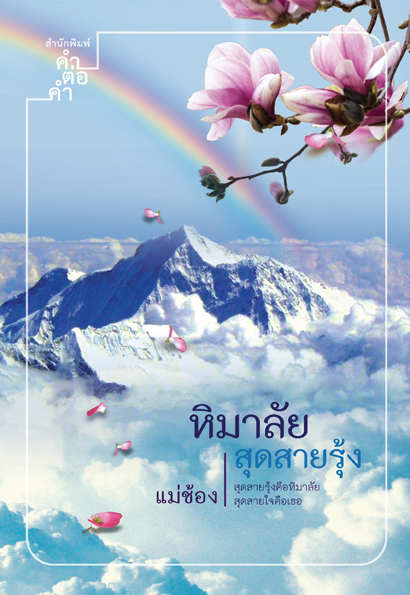 สำนักพิมพ์
คำ
ต่อ
คำ
หิมาลัย
สุดสายรุ้ง
แม่ช้อง
สุดสายรุ้งคือหิมาลัย
สุดสายใจคือเธอ